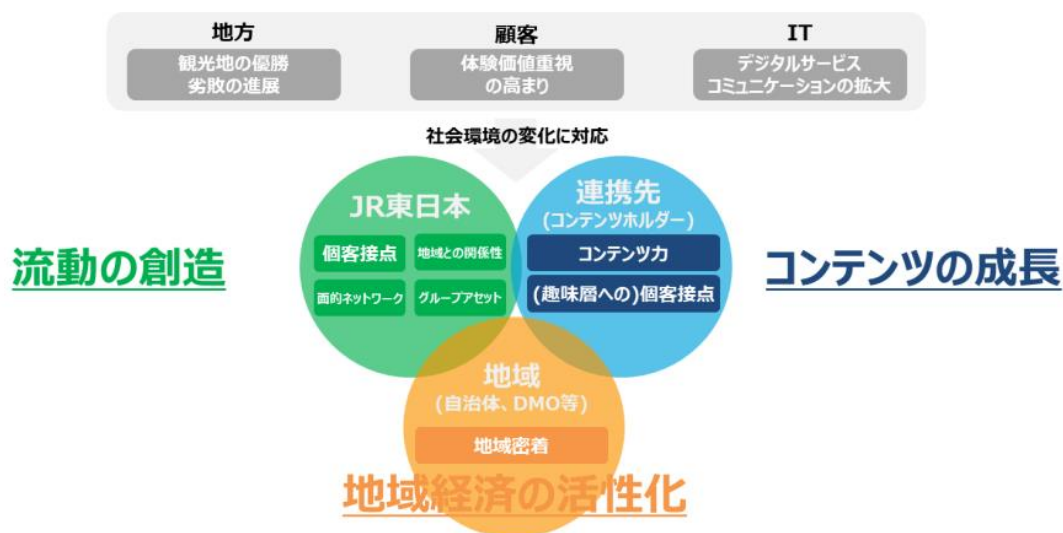 地方
観光地の優勝
劣敗の進展
顧客
体験価値重視
の高まり
IT
デジタルサービス
コミュニケーションの拡大
社会環境の変化に対応
JR東日本
個客接点
地域との関係性
面的ネットワーク
グループアセット
連携先
(コンテンツホルダー)
コンテンツ力
(趣味層への)個客接点
流動の創造
コンテンツの成長
地域
(自治体、DMO等)
地域密着
地域経済の活性化